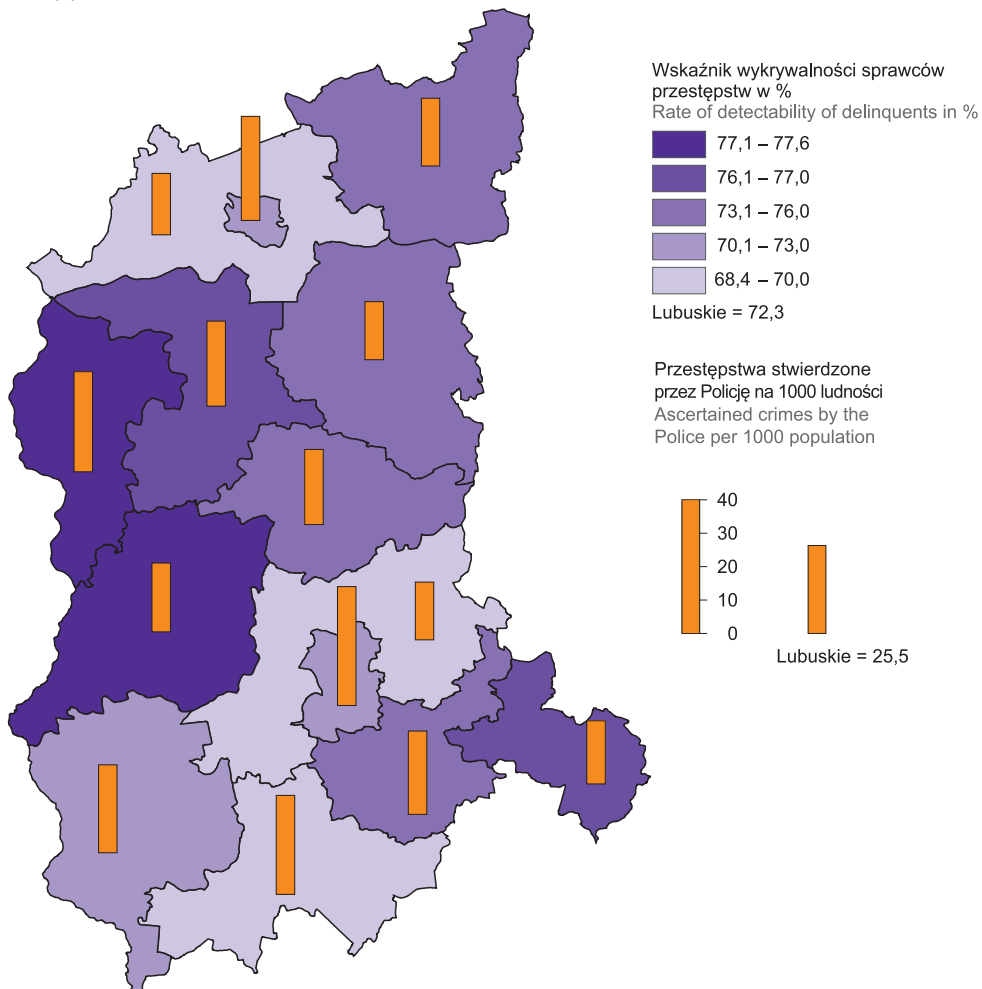 Wskaźnik wykrywalności sprawców
przestępstw w %
Rate of detectability of delinquents in %
77,1 – 77,6
76,1 – 77,0
73,1 – 76,0
70,1 – 73,0
68,4 – 70,0
Lubuskie = 72,3
Przestępstwa stwierdzone
przez Policję na 1000 ludności
Ascertained crimes by the
Police per 1000 population
40
30
20
10
0
Lubuskie = 25,5